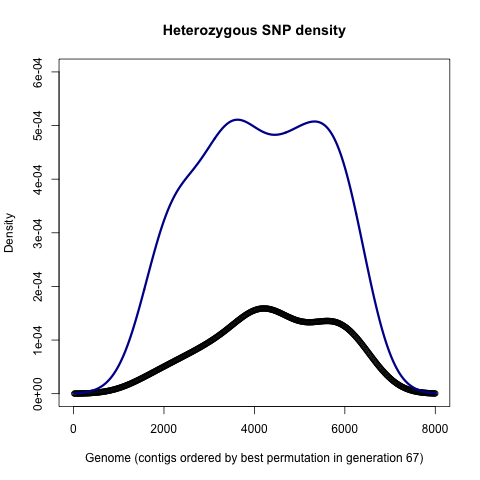 Heterozygous SNP density
Density
6e-04
5e-04
4e-04
3e-04
2e-04
1e-04
0e+00
0 2000 4000 6000 8000
Genome (contigs ordered by best permutation in generation 67)